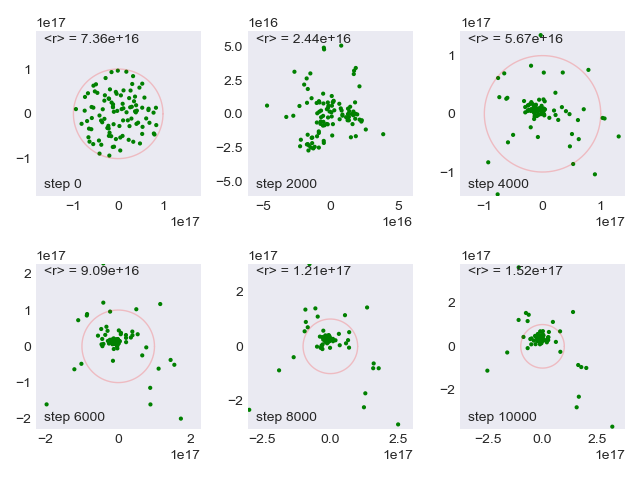 1e17
5e16
1e17
<r> = 7.36e+16
<r> = 2.44e+16
<r> = 5.67e+16
1
0
−1
5.0
2.5
0.0
−2.5
−5.0
1
0
−1
step 0
step 2000
step 4000
−1 0 1
−5 0 5
−1 0 1
1e17
1e16
1e17
1e17
1e17
1e17
<r> = 9.09e+16
<r> = 1.21e+17
<r> = 1.52e+17
2
1
0
−1
−2
2
0
−2
2
0
−2
step 6000
step 8000
step 10000
−2 0 2
−2.5 0.0 2.5
−2.5 0.0 2.5
1e17
1e17
1e17